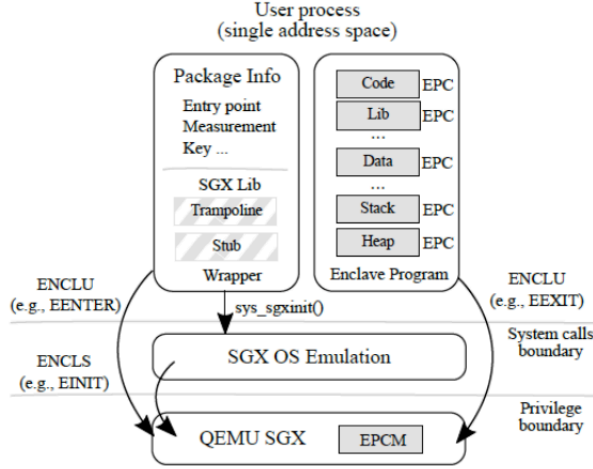 User process
(single address space)
Package Info
Entry point
Measurement
Key ...
SGX Lib
Trampoline
Stub
Wrapper
Code EPC
Lib EPC
...
Data EPC
...
Stack EPC
Heap EPC
Enclave Program
ENCLU
(e.g., EENTER)
sys_sgxinit()
ENCLU
(e.g., EEXIT)
System calls
boundary
SGX OS Emulation
ENCLS
(e.g., EINIT)
Privilege
boundary
QEMU SGX
EPCM